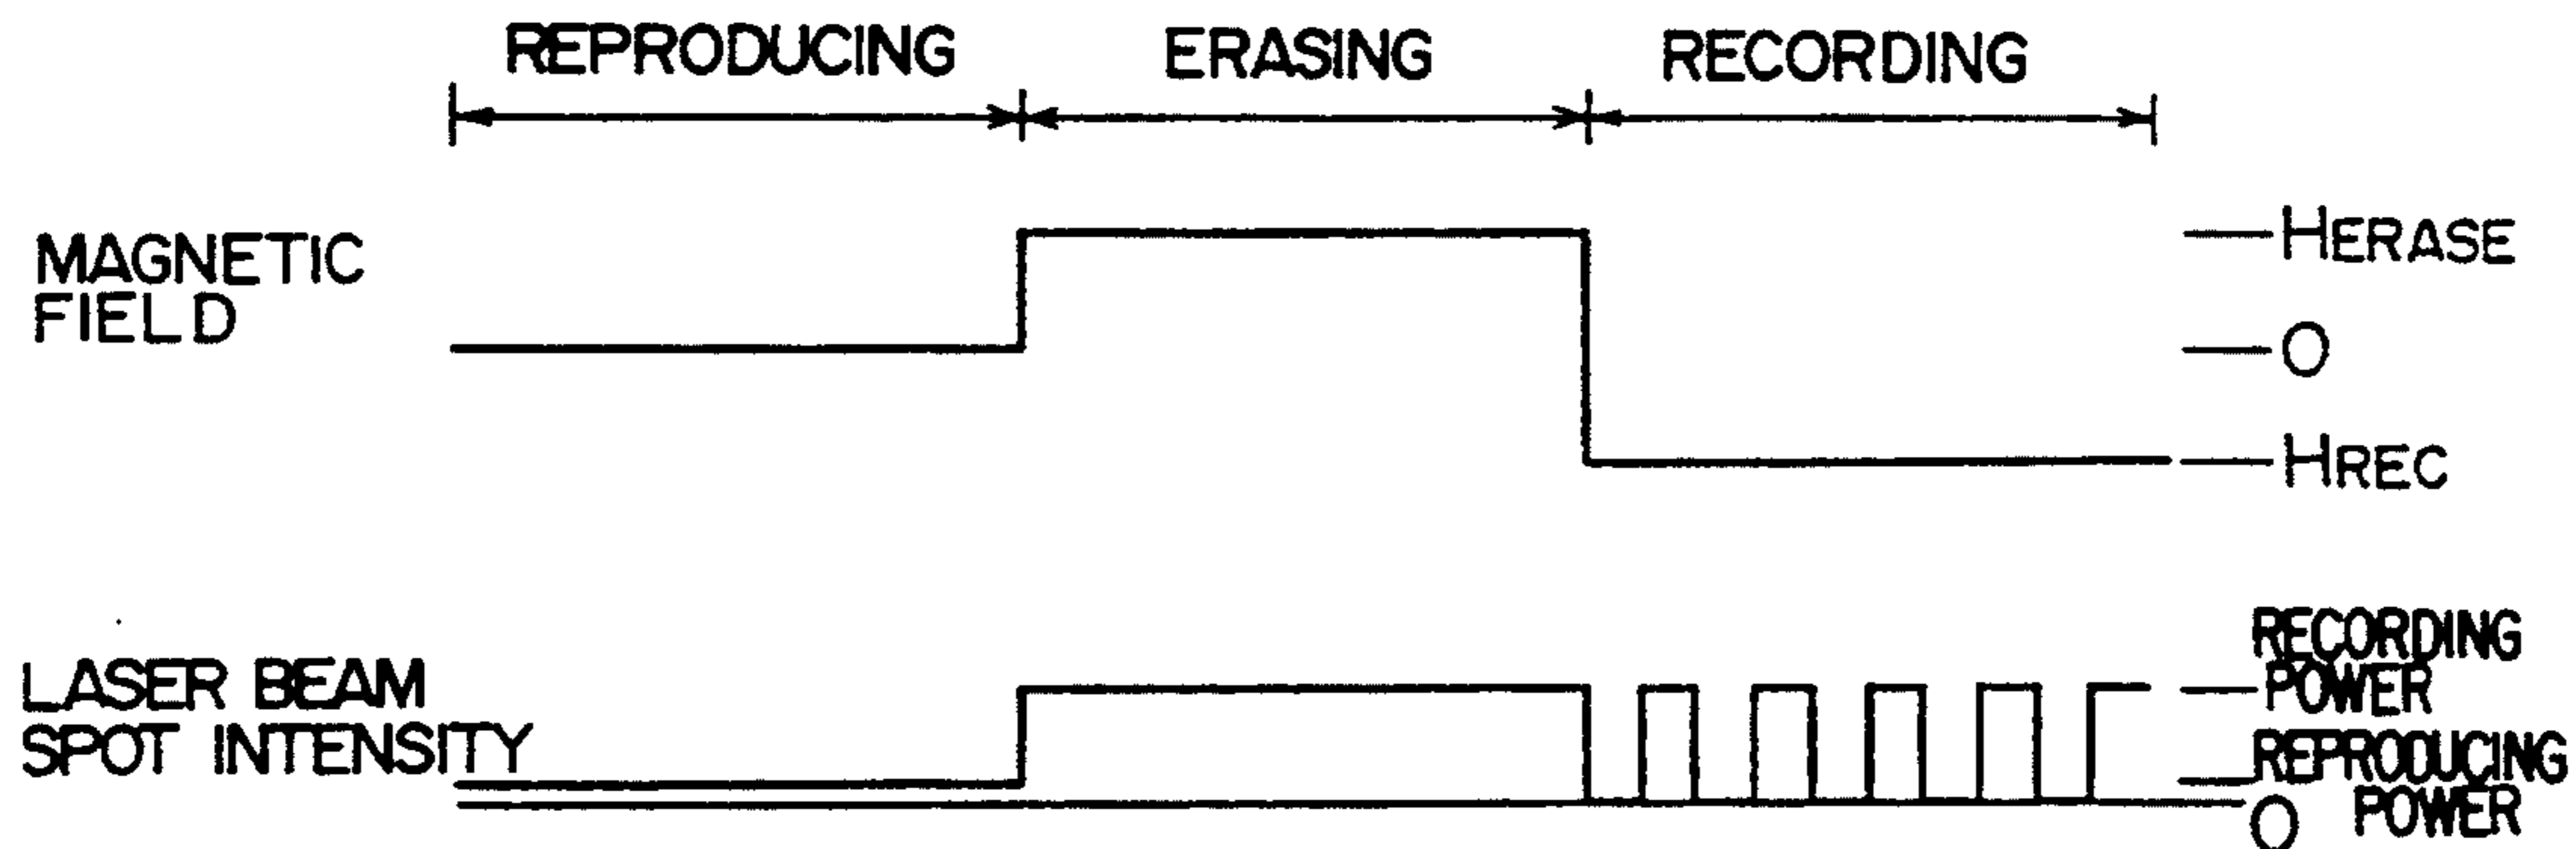 REPRODUCING ERASING RECORDING
MAGNETIC
FIELD
HERASE
O
HREC
LASER BEAM
SPOT INTENSITY
RECORDING
POWER
REPRODUCING
POWER
O